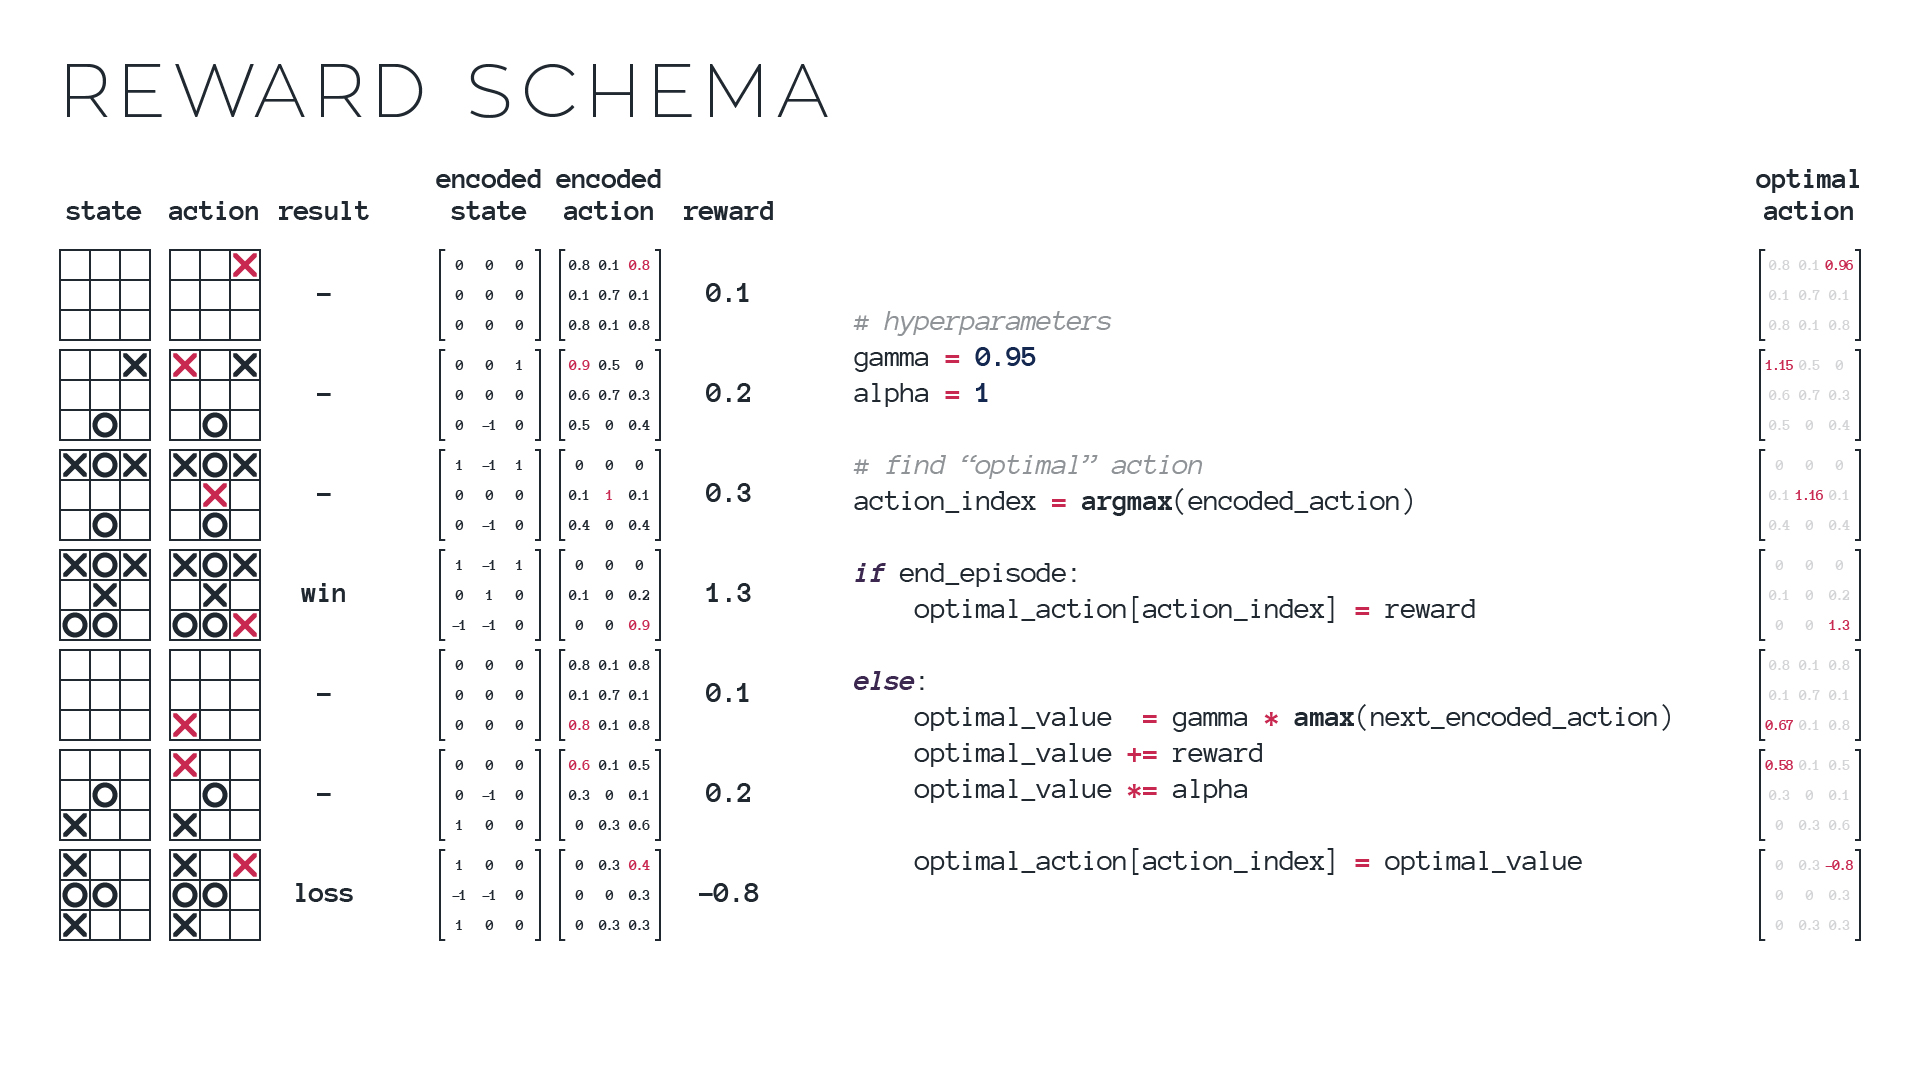 REWARD SCHEMA
state action result encoded state encoded action reward optimal action
–
0 0 0
0 0 0
0 0 0
0.8 0.1 0.8
0.1 0.7 0.1
0.8 0.1 0.8
0.1
0.8 0.1 0.96
0.1 0.7 0.1
0.8 0.1 0.8
–
0 0 1
0 0 0
0 -1 0
0.9 0.5 0
0.6 0.7 0.3
0.5 0 0.4
0.2
1.15 0.5 0
0.6 0.7 0.3
0.5 0 0.4
–
1 -1 1
0 0 0
0 -1 0
0 0 0
0.1 1 0.1
0.4 0 0.4
0.3
0 0 0
0.1 1.16 0.1
0.4 0 0.4
win
1 -1 1
0 1 0
-1 -1 0
0 0 0
0.1 0 0.2
0 0 0.9
1.3
0 0 0
0.1 0 0.2
0 0 1.3
–
0 0 0
0 0 0
0 0 0
0.8 0.1 0.8
0.1 0.7 0.1
0.8 0.1 0.8
0.1
0.8 0.1 0.8
0.1 0.7 0.1
0.67 0.1 0.8
–
0 0 0
0 -1 0
1 0 0
0.6 0.1 0.5
0.3 0 0.1
0 0.3 0.6
0.2
0.58 0.1 0.5
0.3 0 0.1
0 0.3 0.6
loss
1 0 0
-1 -1 0
1 0 0
0 0.3 0.4
0 0 0.3
0 0.3 0.3
-0.8
0 0.3 -0.8
0 0 0.3
0 0.3 0.3
# hyperparameters
gamma = 0.95
alpha = 1
# find “optimal” action
action_index = argmax(encoded_action)
if end_episode:
optimal_action[action_index] = reward
else:
optimal_value = gamma * amax(next_encoded_action)
optimal_value += reward
optimal_value *= alpha
optimal_action[action_index] = optimal_value